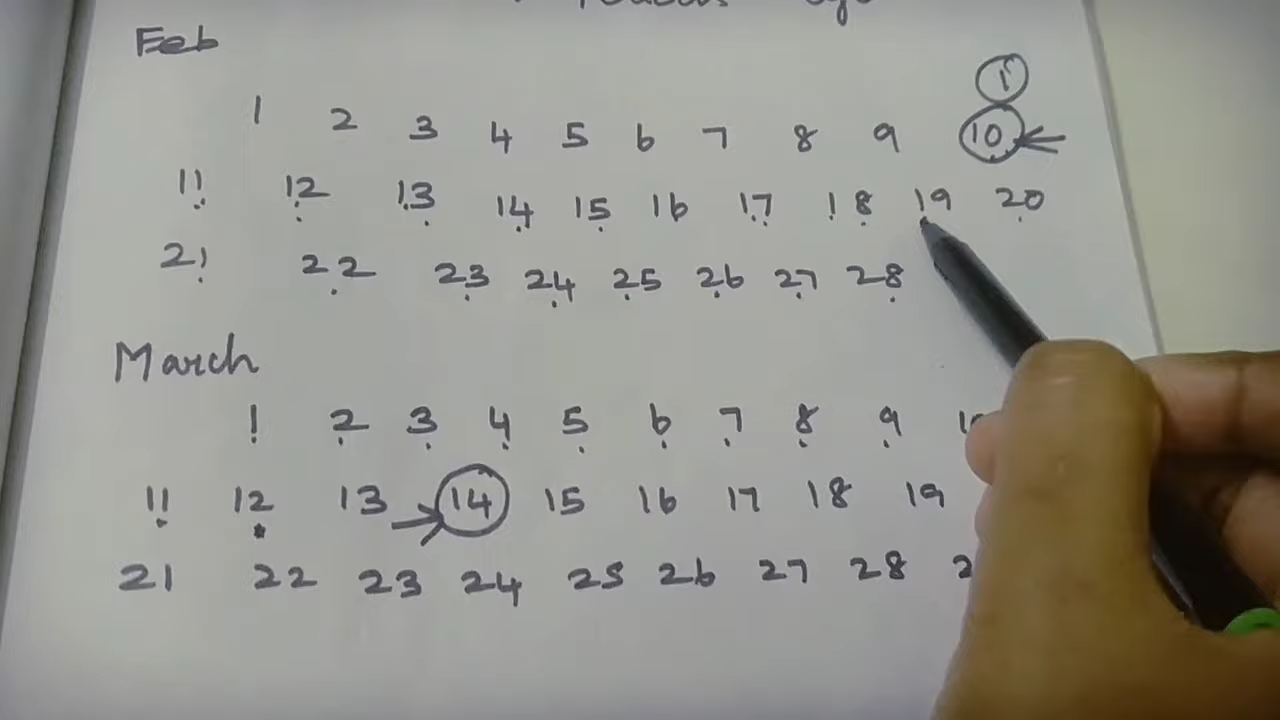 Feb
1
1 2 3 4 5 6 7 8 9 10
11 12 13 14 15 16 17 18 19 20
21 22 23 24 25 26 27 28
March
1 2 3 4 5 6 7 8 9
11 12 13 14 15 16 17 18 19
21 22 23 24 25 26 27 28